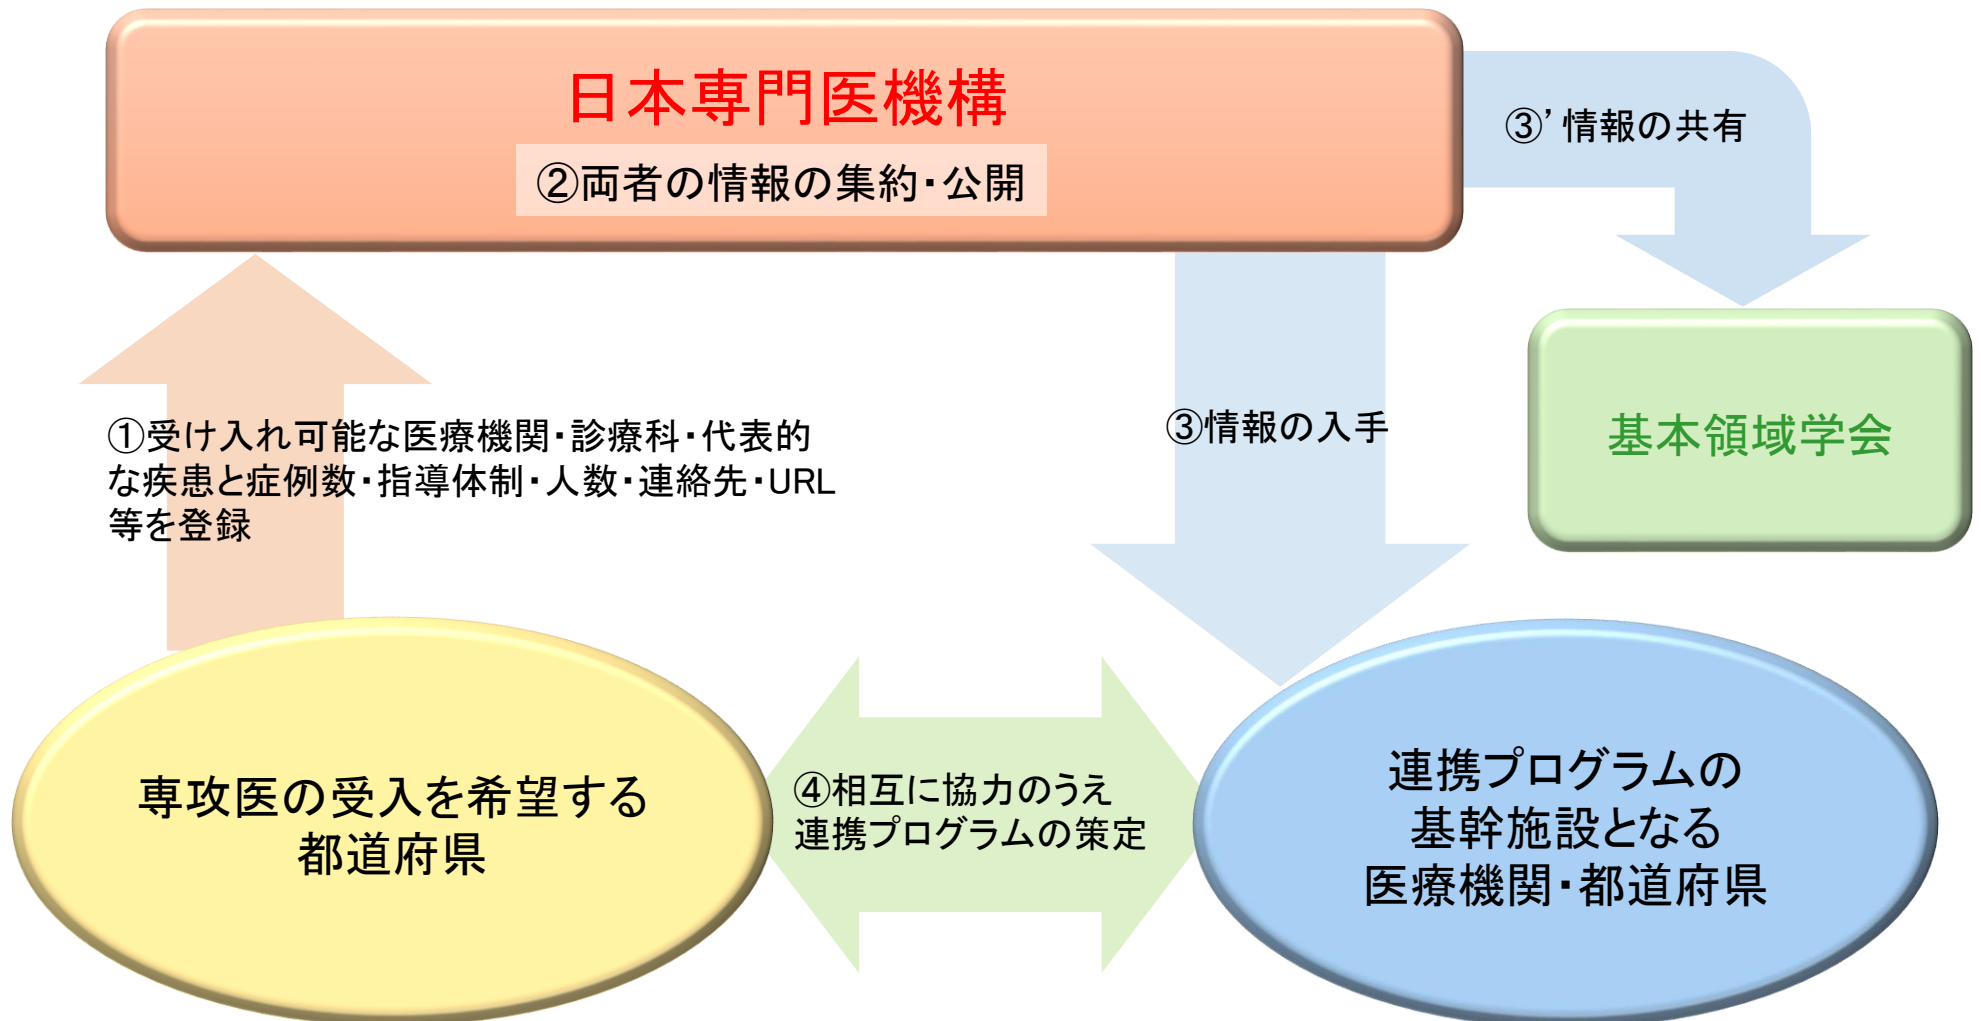 日本専門医機構
②両者の情報の集約・公開
③’情報の共有
①受け入れ可能な医療機関・診療科・代表的
な疾患と症例数・指導体制・人数・連絡先・URL
等を登録
③情報の入手
基本領域学会
専攻医の受入を希望する
都道府県
④相互に協力のうえ
連携プログラムの策定
連携プログラムの
基幹施設となる
医療機関・都道府県